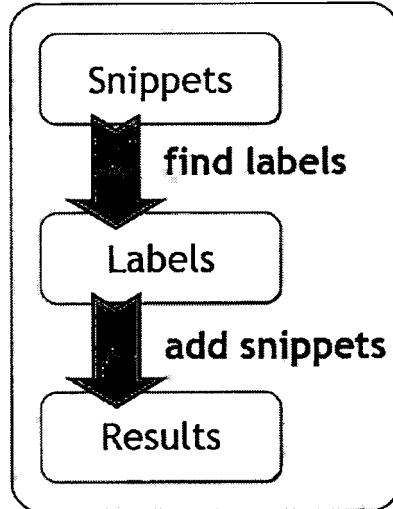 Snippets
find labels
Labels
add snippets
Results